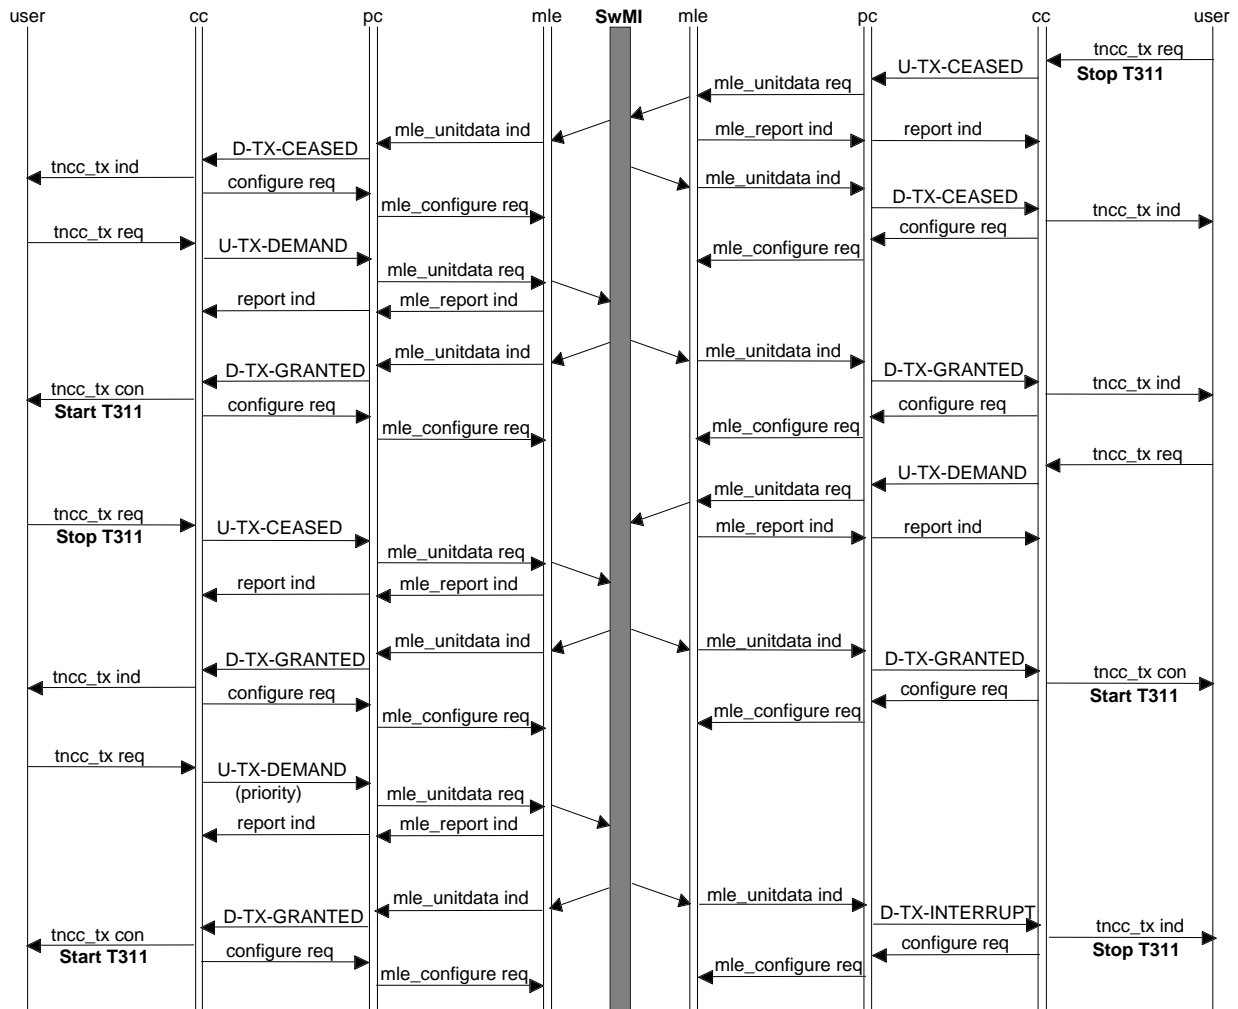 user cc pc mle SwMI mle pc cc user
tncc_tx req
U-TX-CEASED Stop T311
mle_unitdata req
mle_unitdata ind mle_report ind report ind
D-TX-CEASED
tncc_tx ind configure req mle_unitdata ind
D-TX-CEASED
mle_configure req tncc_tx ind
tncc_tx req configure req
U-TX-DEMAND mle_configure req
mle_unitdata req
report ind mle_report ind
mle_unitdata ind mle_unitdata ind
D-TX-GRANTED D-TX-GRANTED
tncc_tx con tncc_tx ind
Start T311 configure req configure req
mle_configure req mle_configure req
tncc_tx req
U-TX-DEMAND
mle_unitdata req
tncc_tx req
Stop T311 U-TX-CEASED mle_report ind report ind
mle_unitdata req
report ind mle_report ind
mle_unitdata ind mle_unitdata ind
D-TX-GRANTED D-TX-GRANTED
tncc_tx ind tncc_tx con
configure req configure req Start T311
mle_configure req mle_configure req
tncc_tx req
U-TX-DEMAND
(priority) mle_unitdata req
report ind mle_report ind
mle_unitdata ind mle_unitdata ind
D-TX-GRANTED D-TX-INTERRUPT
tncc_tx con tncc_tx ind
Start T311 configure req configure req Stop T311
mle_configure req mle_configure req